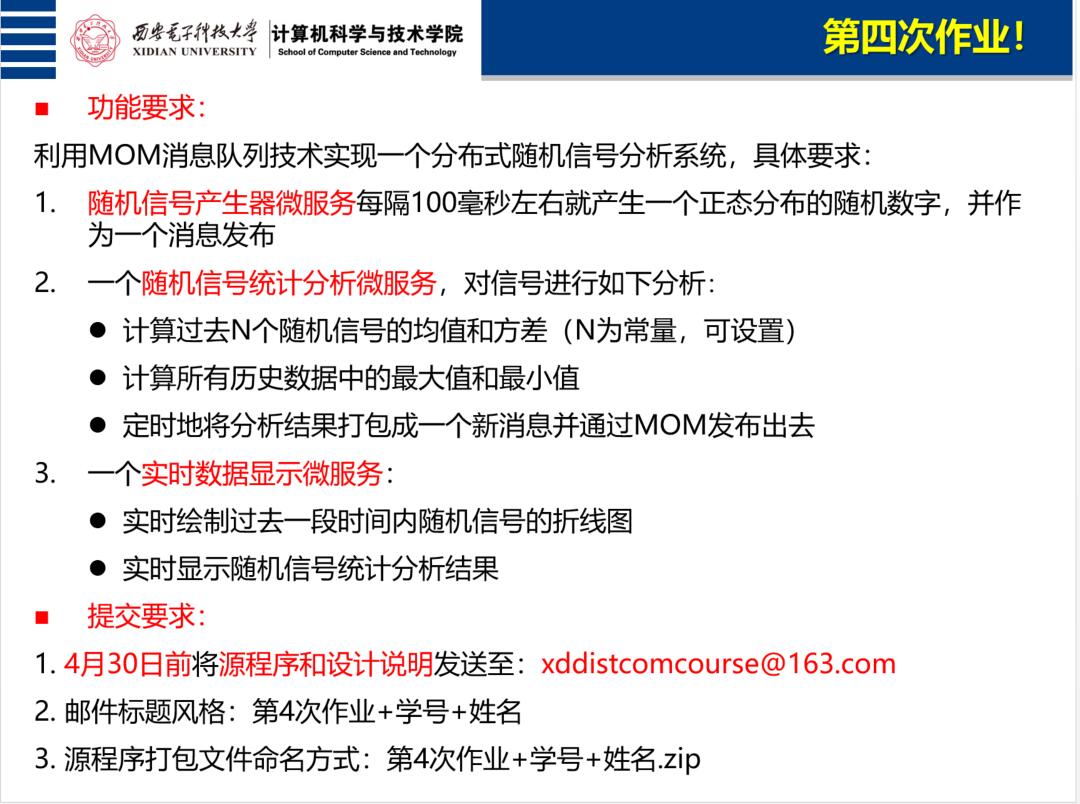 西安电子科技大学
XIDIAN UNIVERSITY
计算机科学与技术学院
School of Computer Science and Technology
第四次作业!
功能要求:
利用MOM消息队列技术实现一个分布式随机信号分析系统，具体要求：
1. 随机信号产生器微服务每隔100毫秒左右就产生一个正态分布的随机数字，并作
为一个消息发布
2. 一个随机信号统计分析微服务，对信号进行如下分析：
● 计算过去N个随机信号的均值和方差（N为常量，可设置）
● 计算所有历史数据中的最大值和最小值
● 定时地将分析结果打包成一个新消息并通过MOM发布出去
3. 一个实时数据显示微服务：
● 实时绘制过去一段时间内随机信号的折线图
● 实时显示随机信号统计分析结果
提交要求：
1. 4月30日前将源程序和设计说明发送至：xddistcomcourse@163.com
2. 邮件标题风格：第4次作业+学号+姓名
3. 源程序打包文件命名方式：第4次作业+学号+姓名.zip